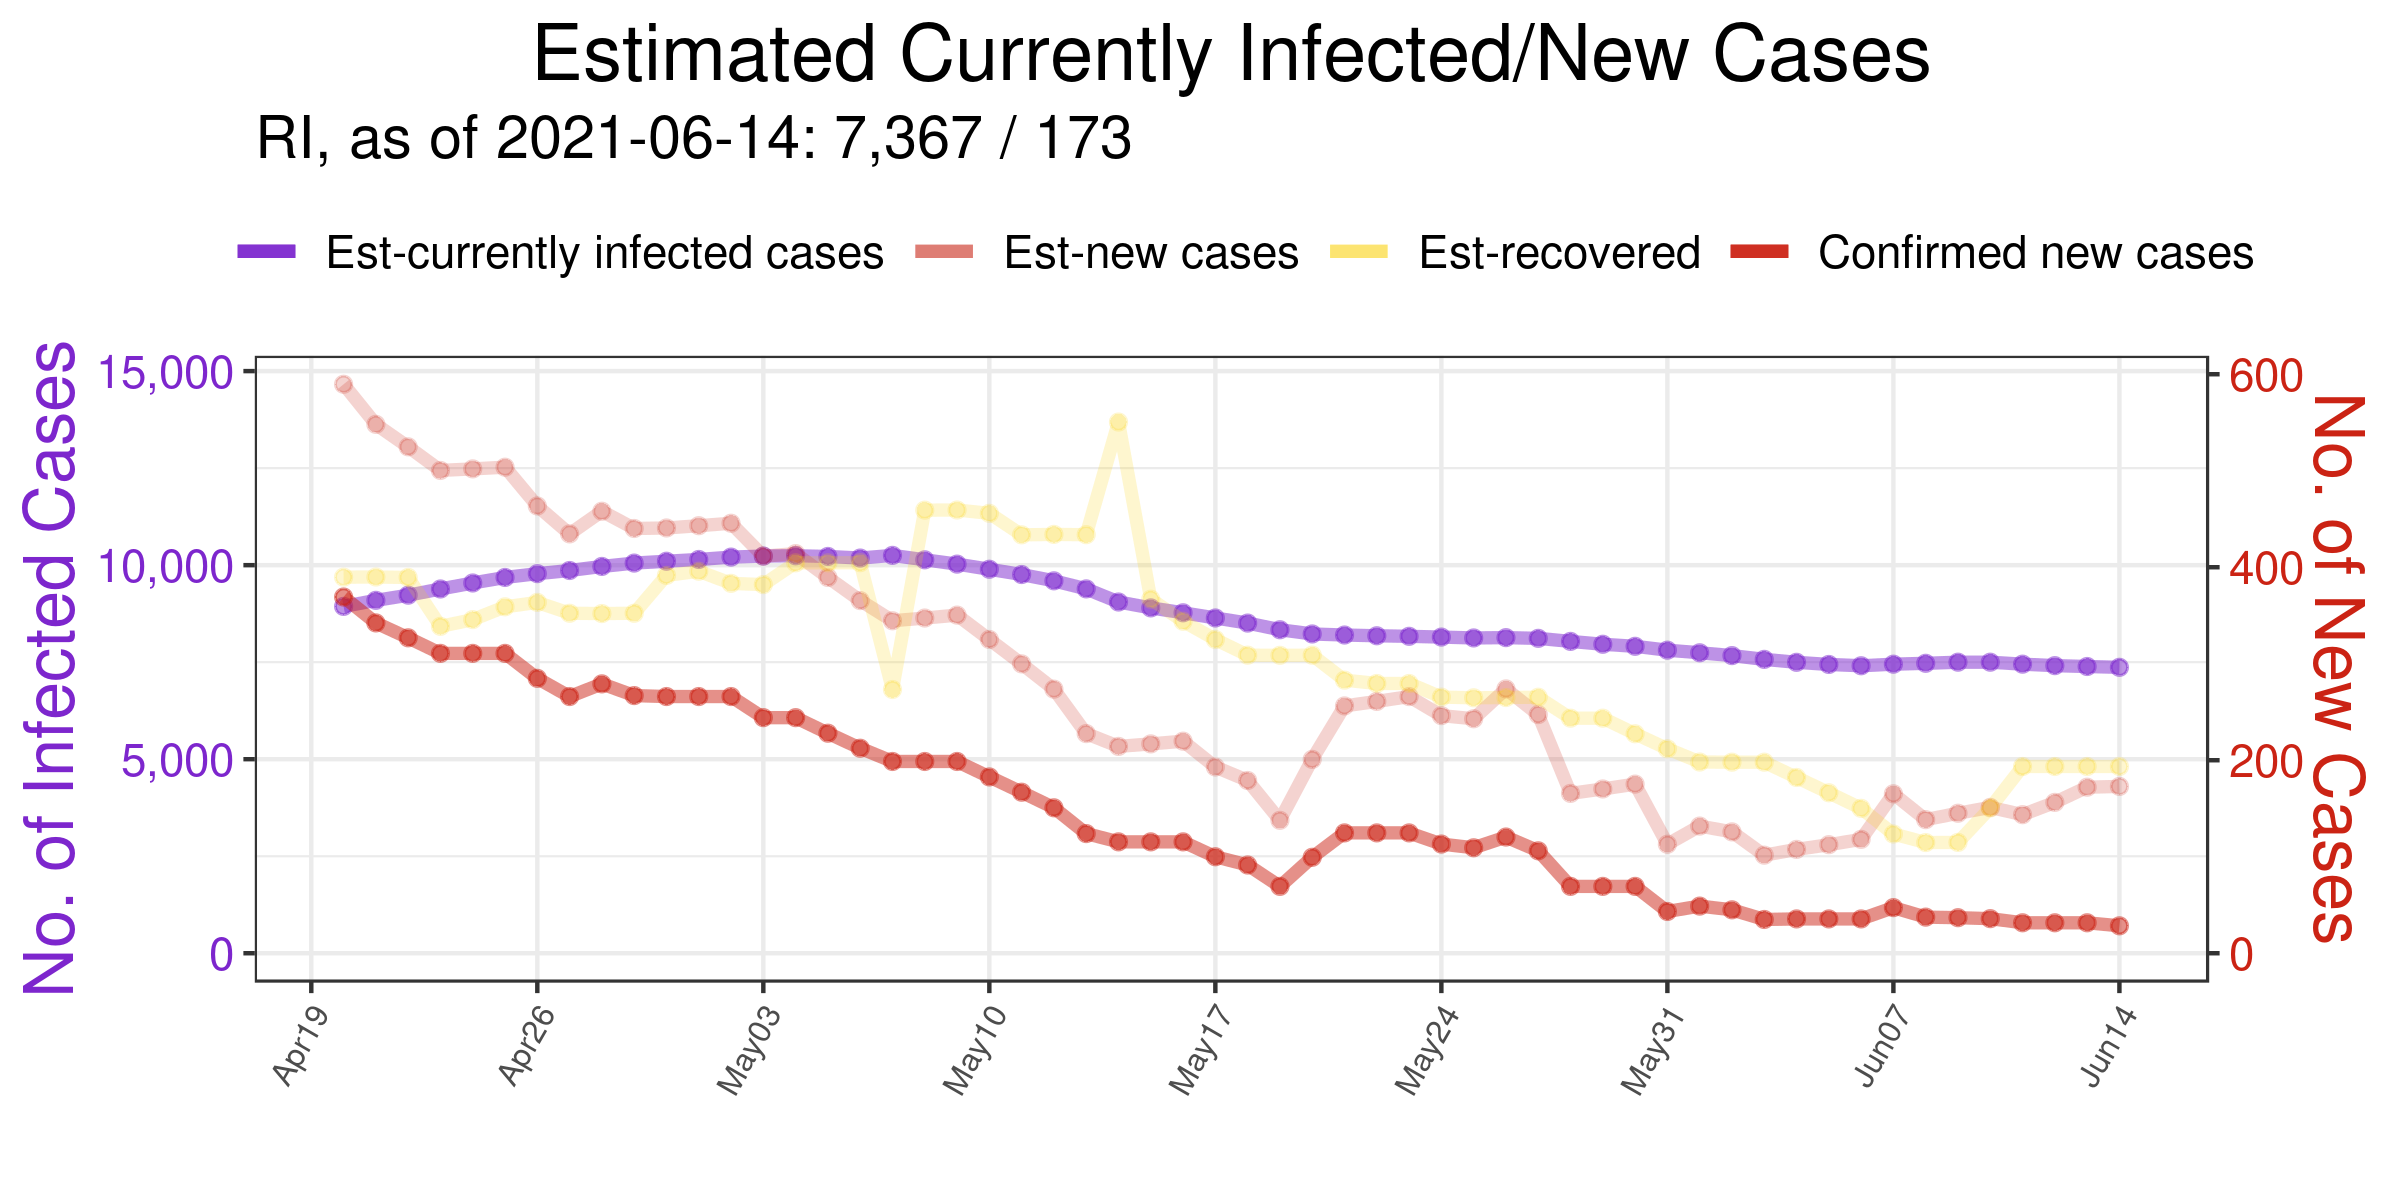 Estimated Currently Infected/New Cases
RI, as of 2021-06-14: 7,367 / 173
Est-currently infected cases Est-new cases Est-recovered Confirmed new cases
No. of Infected Cases
15,000
10,000
5,000
0
600
400
200
0
No. of New Cases
Apr19 Apr26 May03 May10 May17 May24 May31 Jun07 Jun14